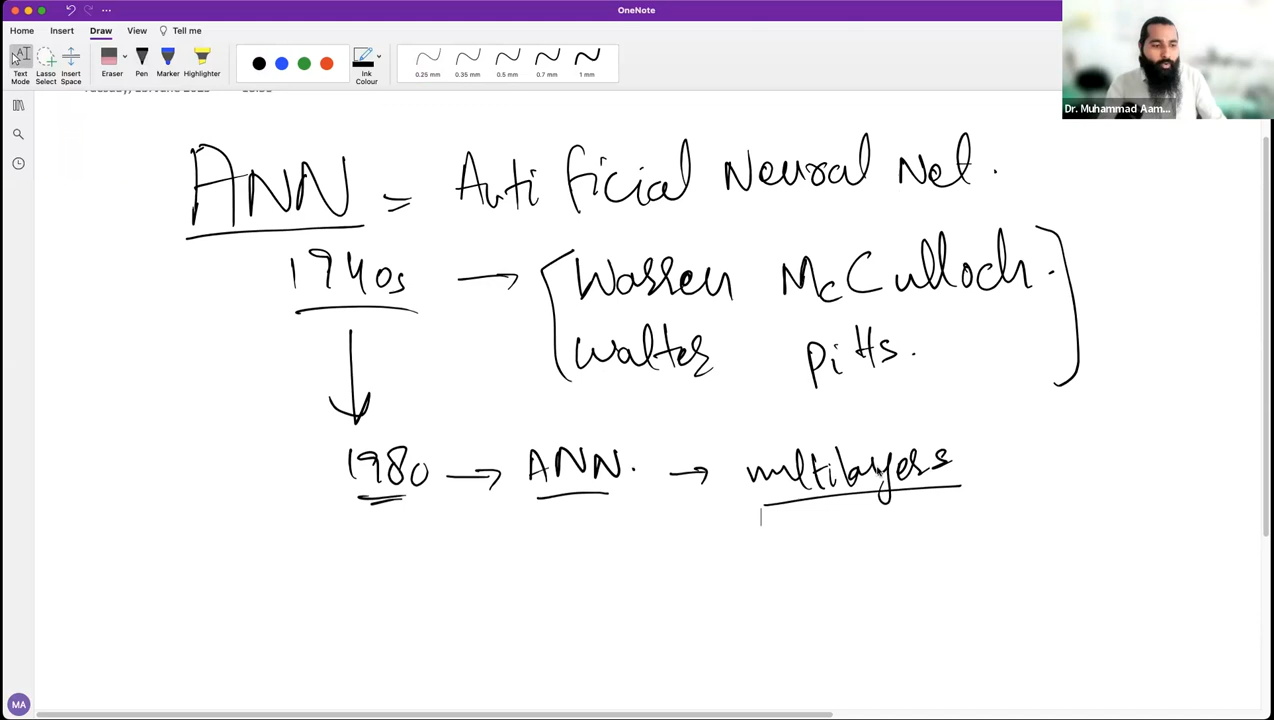 OneNote
Home Insert Draw View Tell me
Text Mode Lasso Select Insert Space Eraser Pen Marker Highlighter Ink Colour 0.25 mm 0.35 mm 0.5 mm 0.7 mm 1 mm
Dr. Muhammad Aam...
ANN = Artificial Neural Net.
1940s → Warren McCulloch.
Walter Pitts.
1980 → ANN. → multilayers
MA